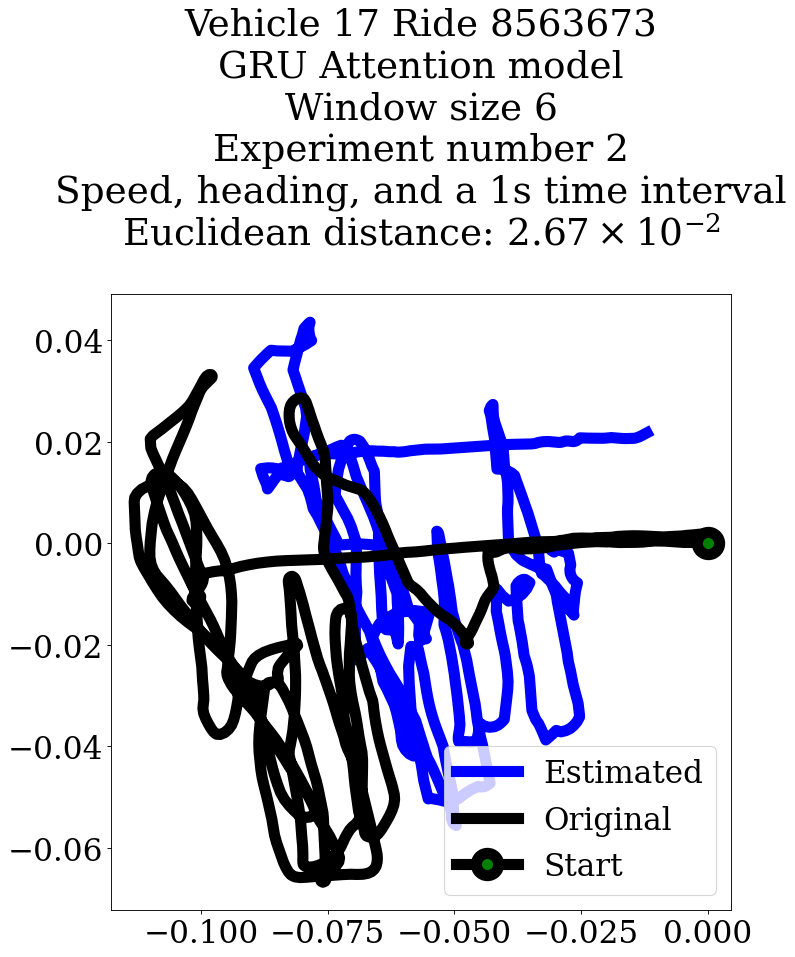 Vehicle 17 Ride 8563673
GRU Attention model
Window size 6
Experiment number 2
Speed, heading, and a 1s time interval
Euclidean distance: 2.67 × 10⁻²
0.04
0.02
0.00
−0.02
−0.04
−0.06
Estimated
Original
Start
−0.100 −0.075 −0.050 −0.025 0.000